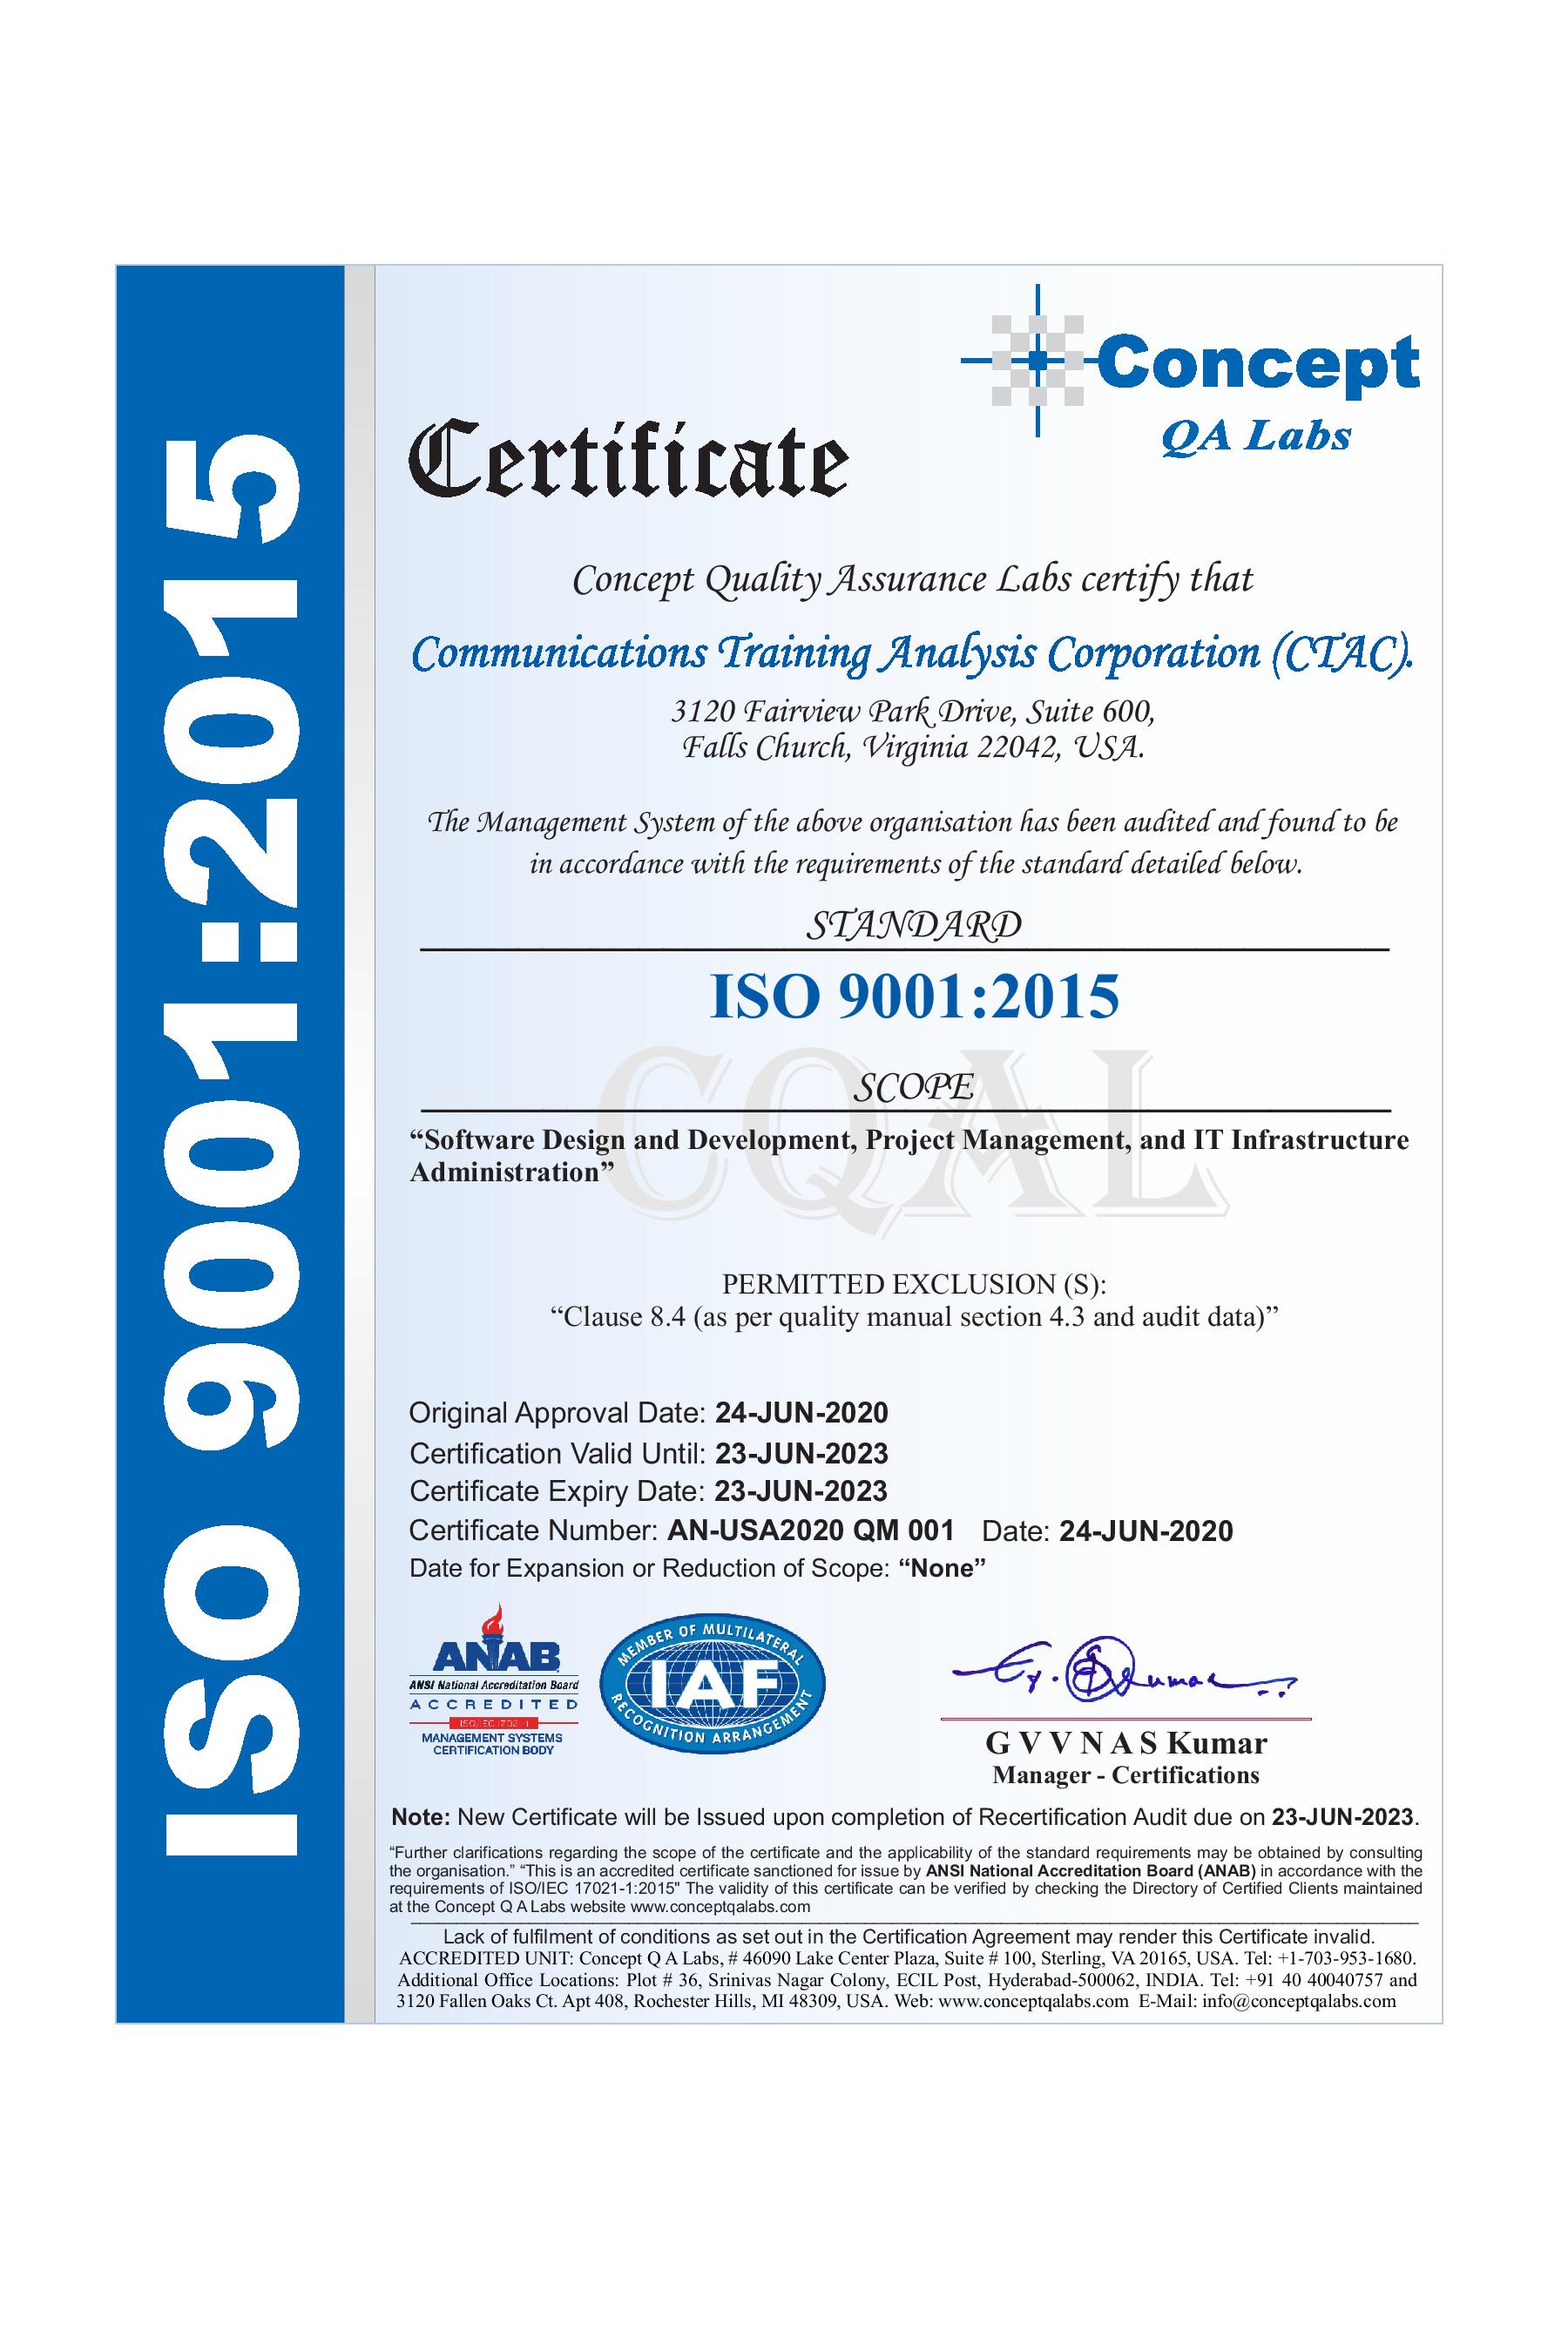 ISO 9001:2015
Concept
QA Labs
Certificate
Concept Quality Assurance Labs certify that
Communications Training Analysis Corporation (CTAC).
3120 Fairview Park Drive, Suite 600,
Falls Church, Virginia 22042, USA.
The Management System of the above organisation has been audited and found to be
in accordance with the requirements of the standard detailed below.
STANDARD
ISO 9001:2015
CQAL
SCOPE
“Software Design and Development, Project Management, and IT Infrastructure
Administration”
PERMITTED EXCLUSION (S):
“Clause 8.4 (as per quality manual section 4.3 and audit data)”
Original Approval Date: 24-JUN-2020
Certification Valid Until: 23-JUN-2023
Certificate Expiry Date: 23-JUN-2023
Certificate Number: AN-USA2020 QM 001 Date: 24-JUN-2020
Date for Expansion or Reduction of Scope: “None”
ANAB
ANSI National Accreditation Board
ACCREDITED
ISO/IEC 17021-1
MANAGEMENT SYSTEMS
CERTIFICATION BODY
MEMBER OF MULTILATERAL
IAF
RECOGNITION ARRANGEMENT
G V V N A S Kumar
Manager - Certifications
Note: New Certificate will be Issued upon completion of Recertification Audit due on 23-JUN-2023.
“Further clarifications regarding the scope of the certificate and the applicability of the standard requirements may be obtained by consulting
the organisation.” “This is an accredited certificate sanctioned for issue by ANSI National Accreditation Board (ANAB) in accordance with the
requirements of ISO/IEC 17021-1:2015" The validity of this certificate can be verified by checking the Directory of Certified Clients maintained
at the Concept Q A Labs website www.conceptqalabs.com
Lack of fulfilment of conditions as set out in the Certification Agreement may render this Certificate invalid.
ACCREDITED UNIT: Concept Q A Labs, # 46090 Lake Center Plaza, Suite # 100, Sterling, VA 20165, USA. Tel: +1-703-953-1680.
Additional Office Locations: Plot # 36, Srinivas Nagar Colony, ECIL Post, Hyderabad-500062, INDIA. Tel: +91 40 40040757 and
3120 Fallen Oaks Ct. Apt 408, Rochester Hills, MI 48309, USA. Web: www.conceptqalabs.com E-Mail: info@conceptqalabs.com